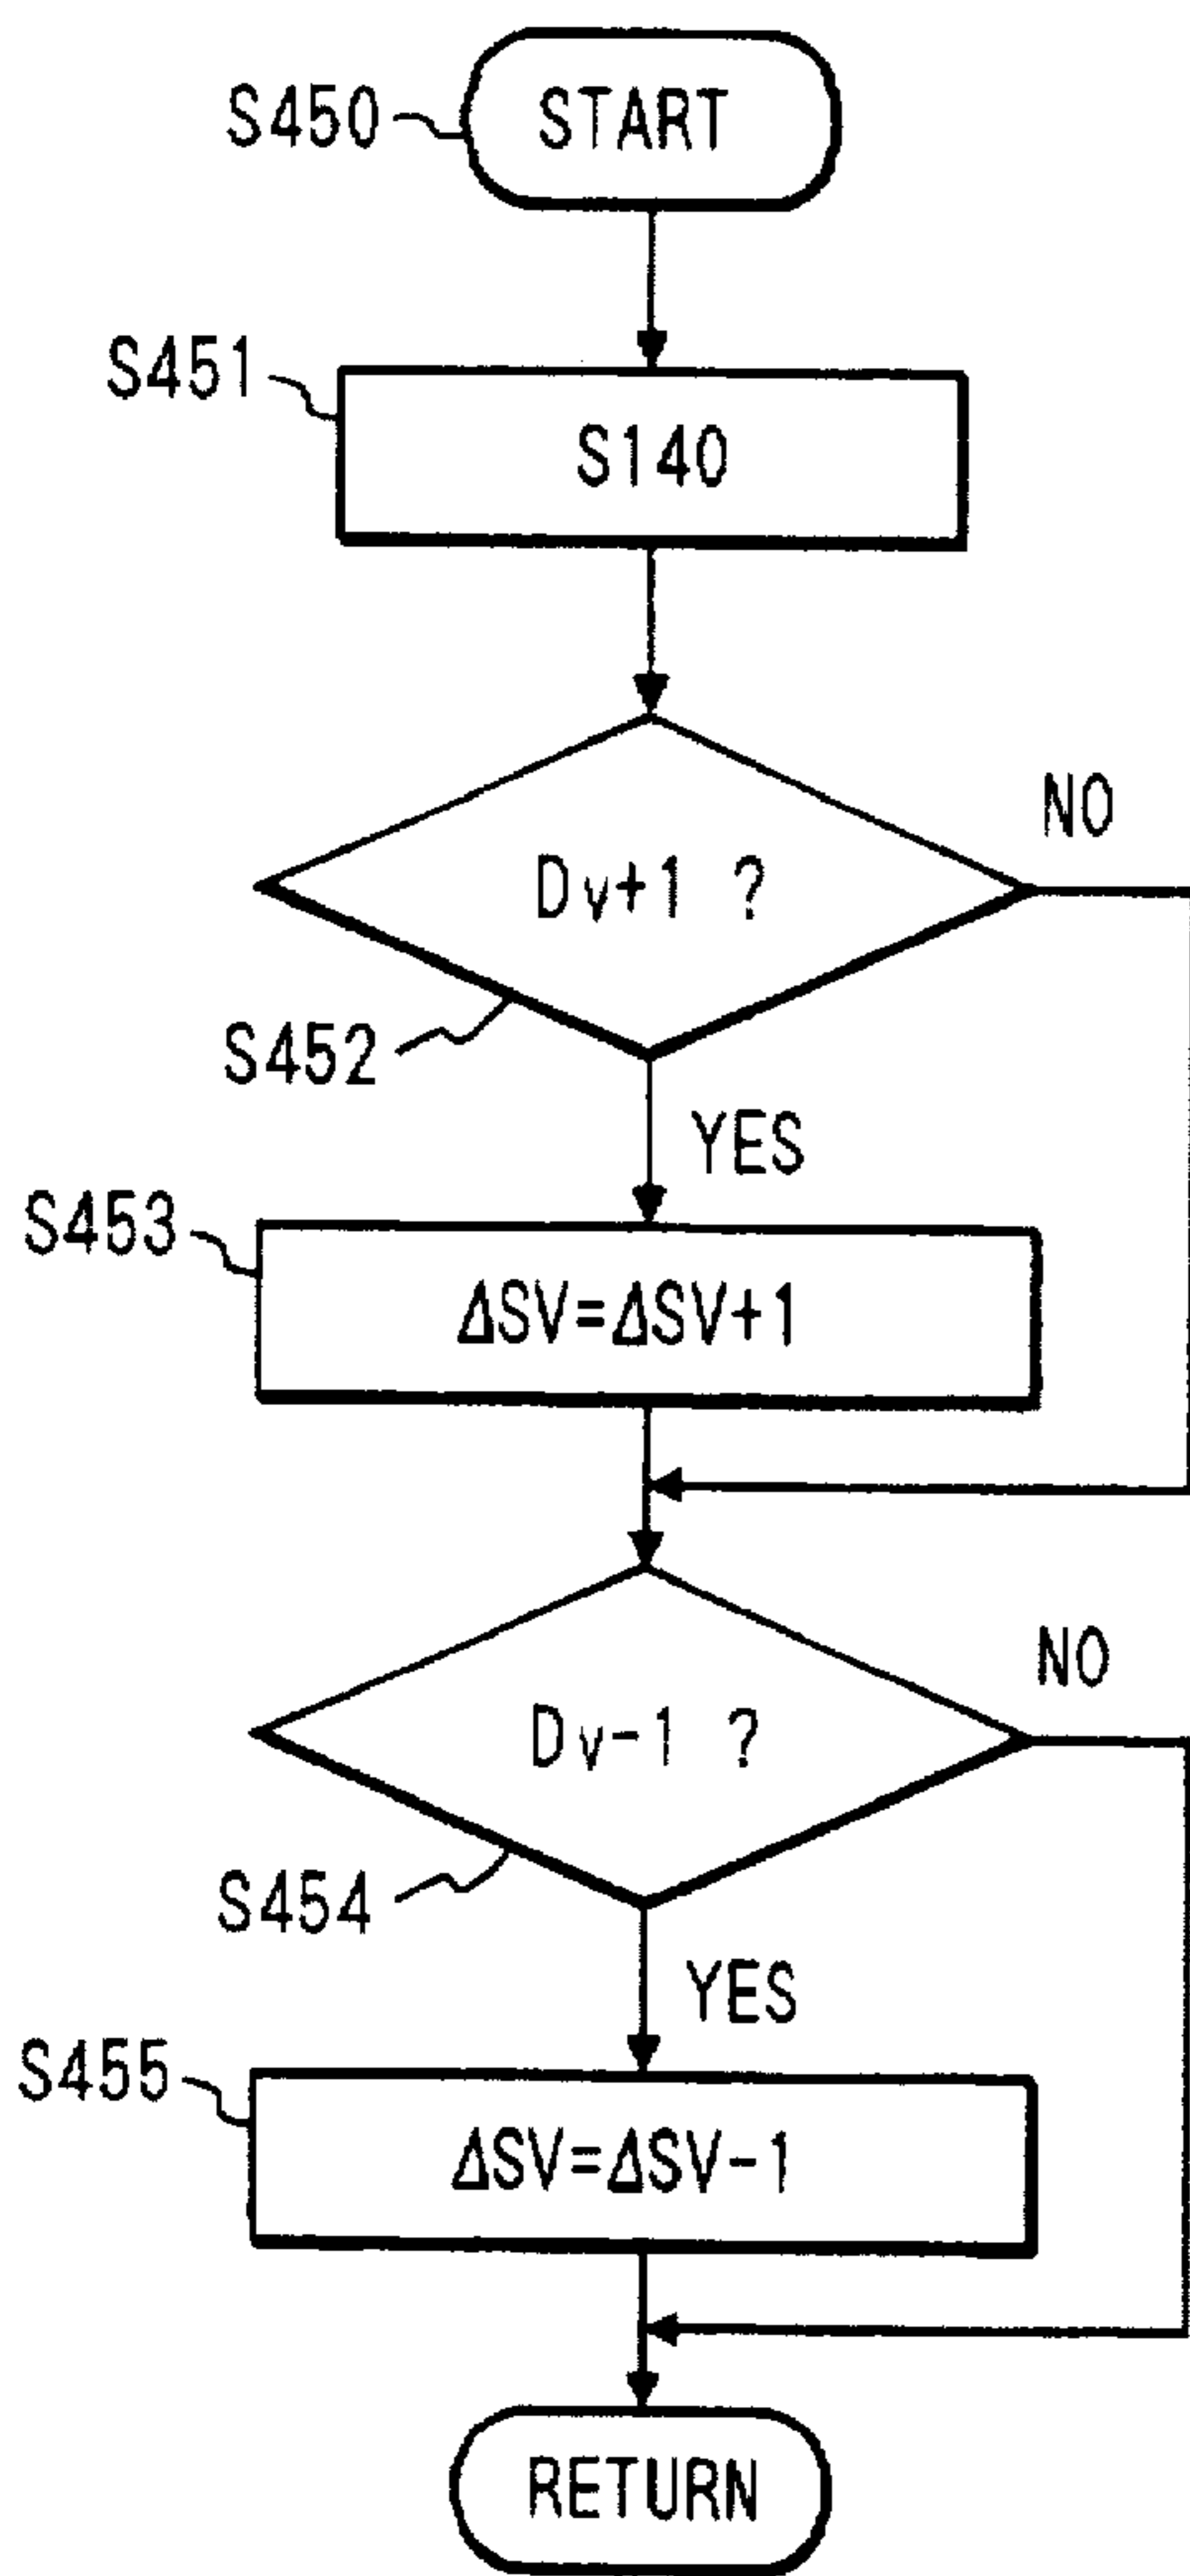 S450
START
S451
S140
Dv+1 ?
NO
S452
YES
S453
ΔSV=ΔSV+1
Dv-1 ?
NO
S454
YES
S455
ΔSV=ΔSV-1
RETURN